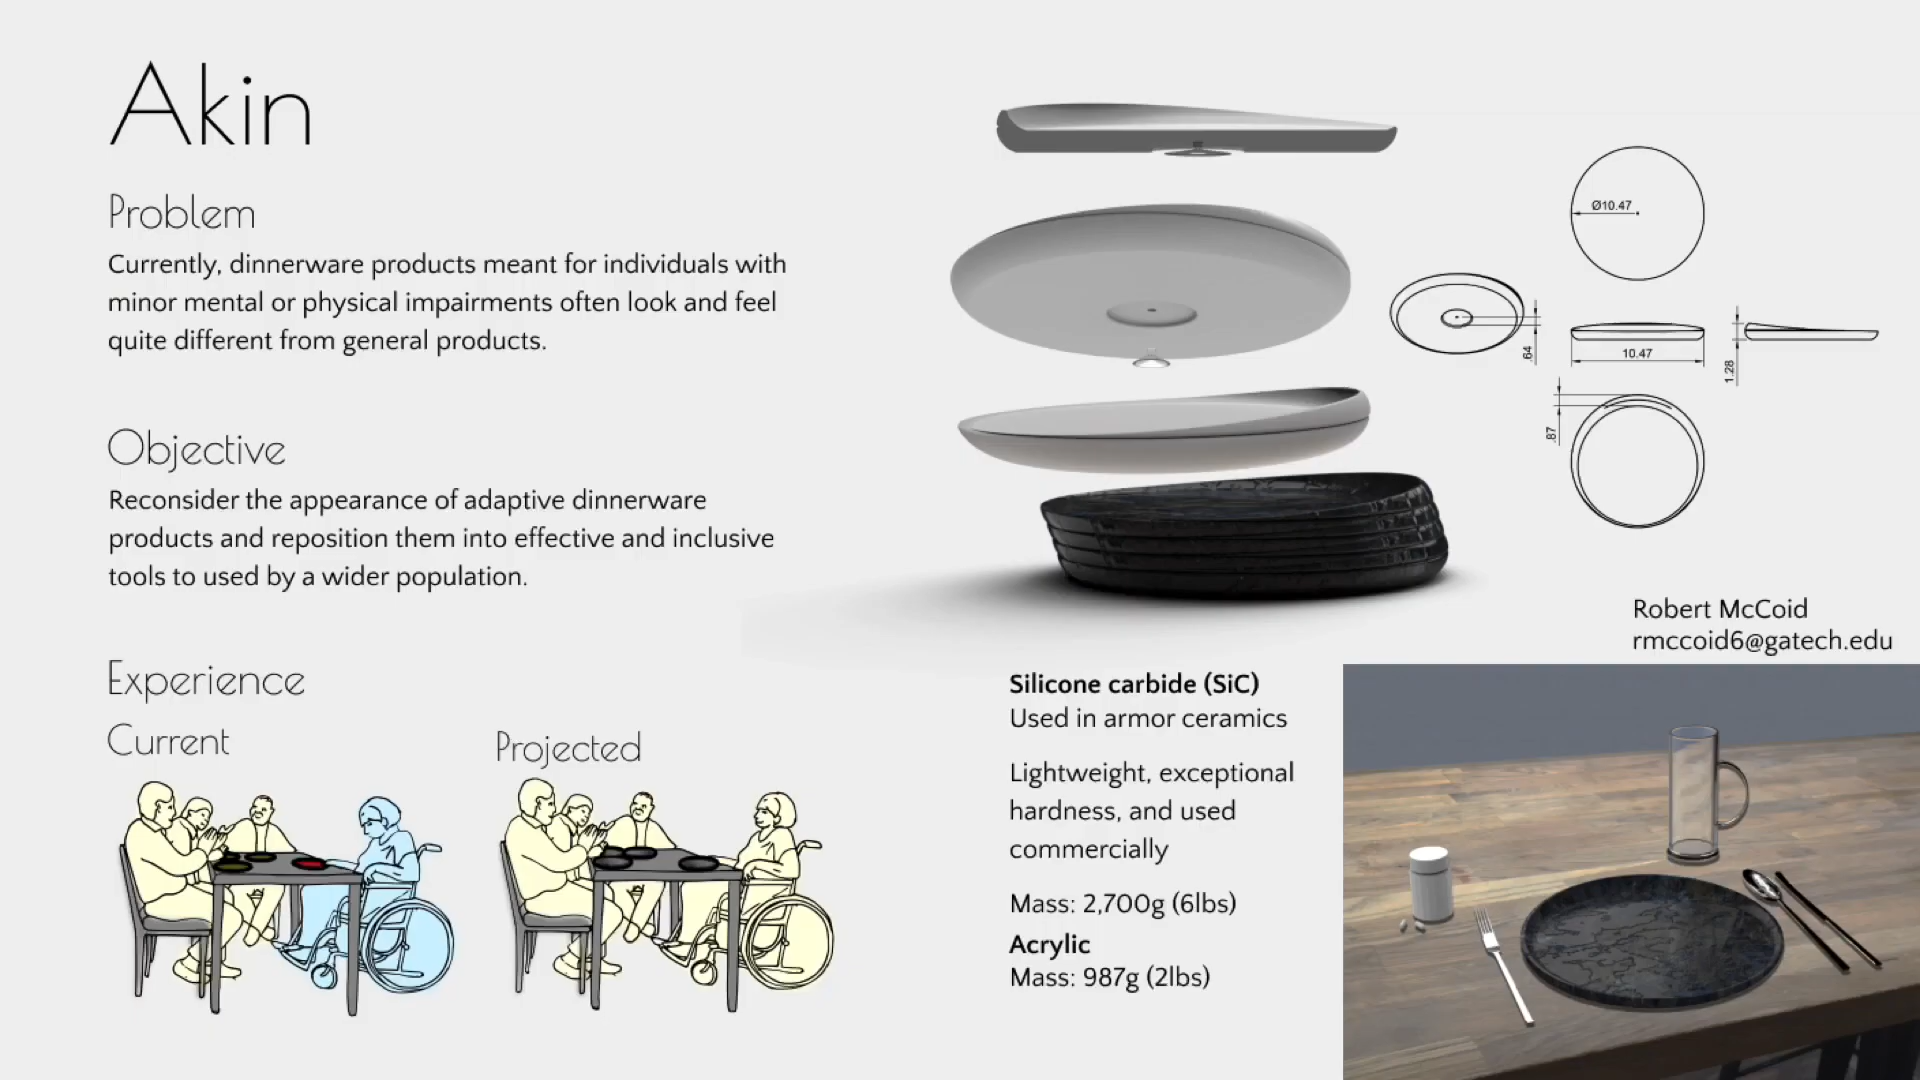 Akin
Problem
Currently, dinnerware products meant for individuals with
minor mental or physical impairments often look and feel
quite different from general products.
Objective
Reconsider the appearance of adaptive dinnerware
products and reposition them into effective and inclusive
tools to used by a wider population.
Experience
Current
Projected
Ø10.47
.64
10.47
1.28
.87
Robert McCoid
rmccoid6@gatech.edu
Silicone carbide (SiC)
Used in armor ceramics
Lightweight, exceptional
hardness, and used
commercially
Mass: 2,700g (6lbs)
Acrylic
Mass: 987g (2lbs)